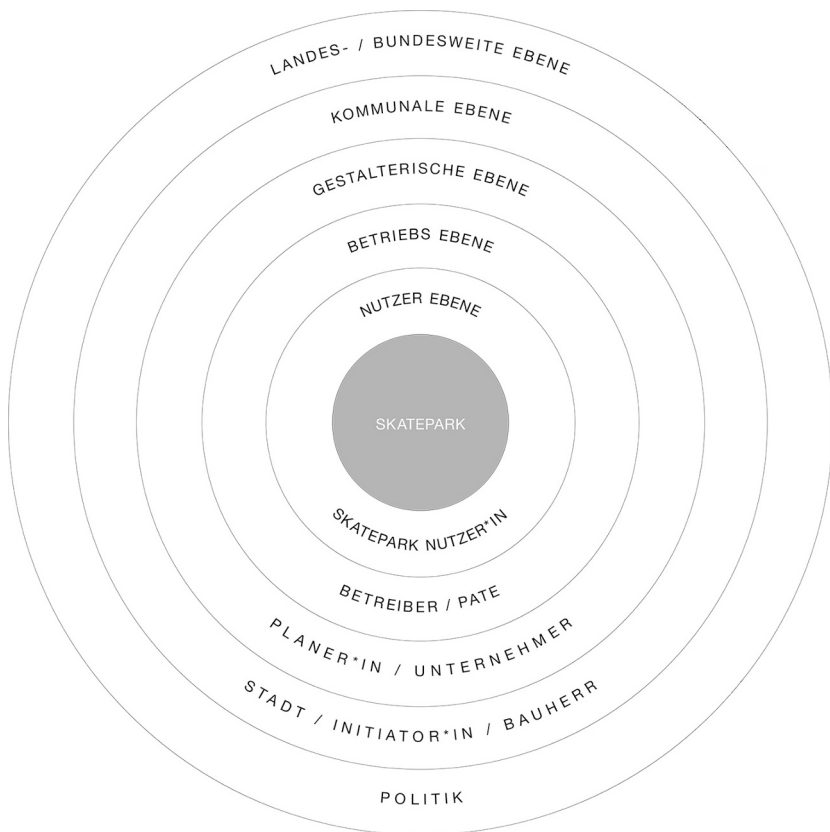 LANDES- / BUNDESWEITE EBENE
KOMMUNALE EBENE
GESTALTERISCHE EBENE
BETRIEBS EBENE
NUTZER EBENE
SKATEPARK
SKATEPARK NUTZER*IN
BETREIBER / PATE
PLANER*IN / UNTERNEHMER
STADT / INITIATOR*IN / BAUHERR
POLITIK